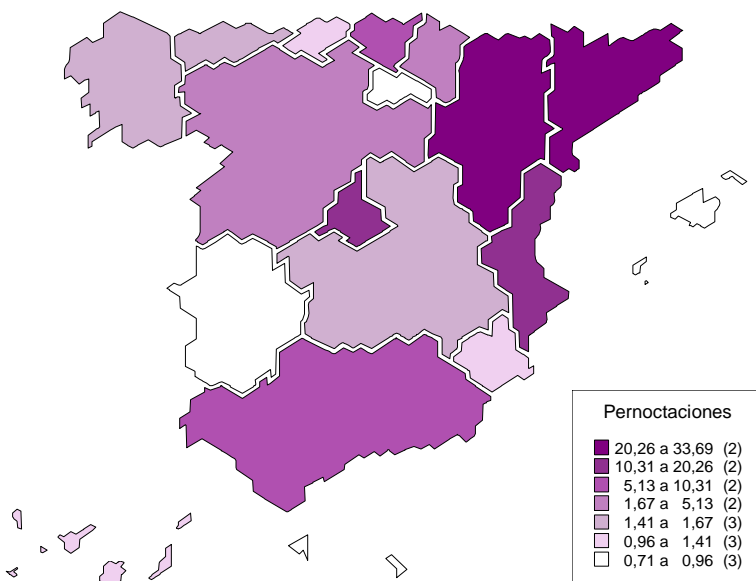 Pernoctaciones
20,26 a 33,69 (2)
10,31 a 20,26 (2)
5,13 a 10,31 (2)
1,67 a 5,13 (2)
1,41 a 1,67 (3)
0,96 a 1,41 (3)
0,71 a 0,96 (3)